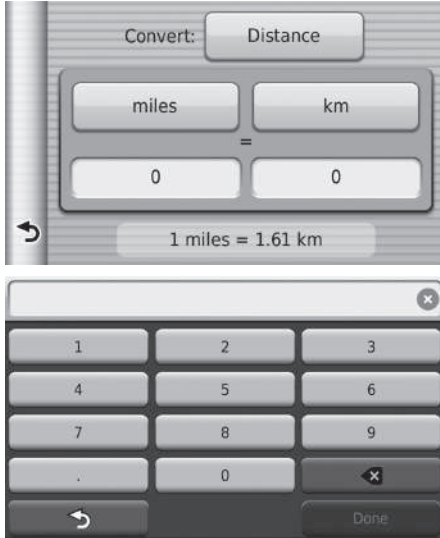 Convert: Distance
miles km
=
0 0
1 miles = 1.61 km
1 2 3
4 5 6
7 8 9
. 0
Done